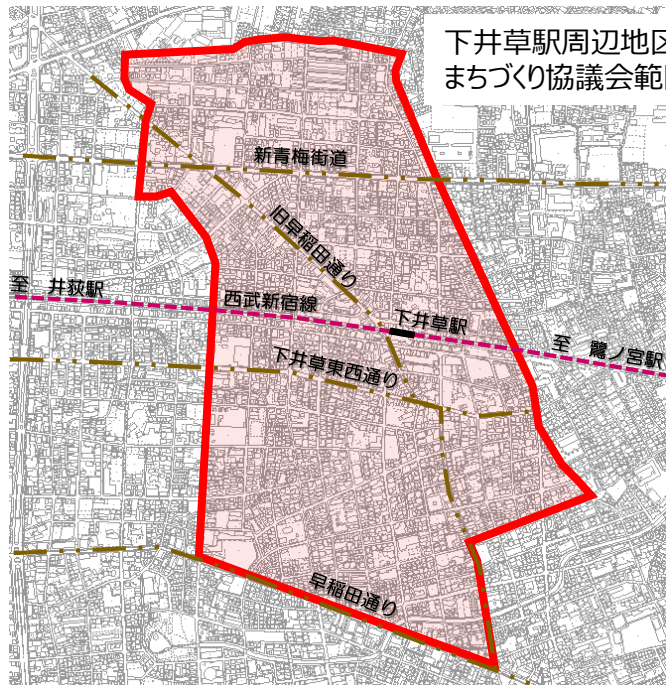 下井草駅周辺地区
まちづくり協議会範
新青梅街道
旧早稲田通り
至 井荻駅
西武新宿線
下井草駅
至 鷺ノ宮駅
下井草東西通り
早稲田通り